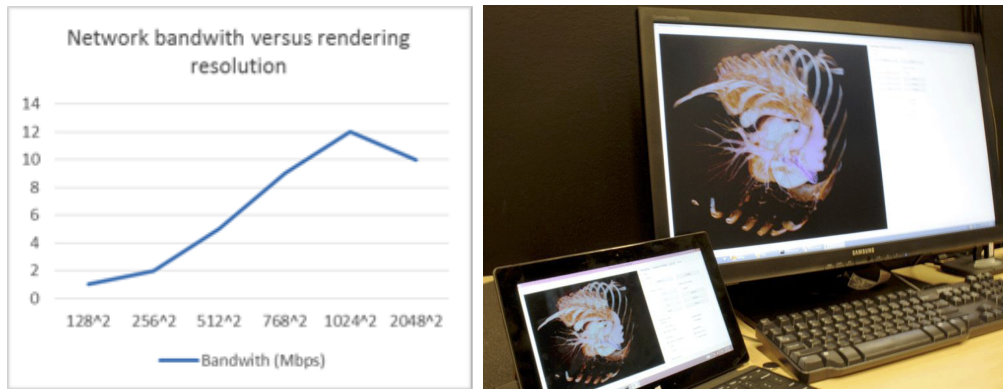 Network bandwith versus rendering
resolution
14
12
10
8
6
4
2
0
128^2 256^2 512^2 768^2 1024^2 2048^2
Bandwith (Mbps)
SAMSUNG